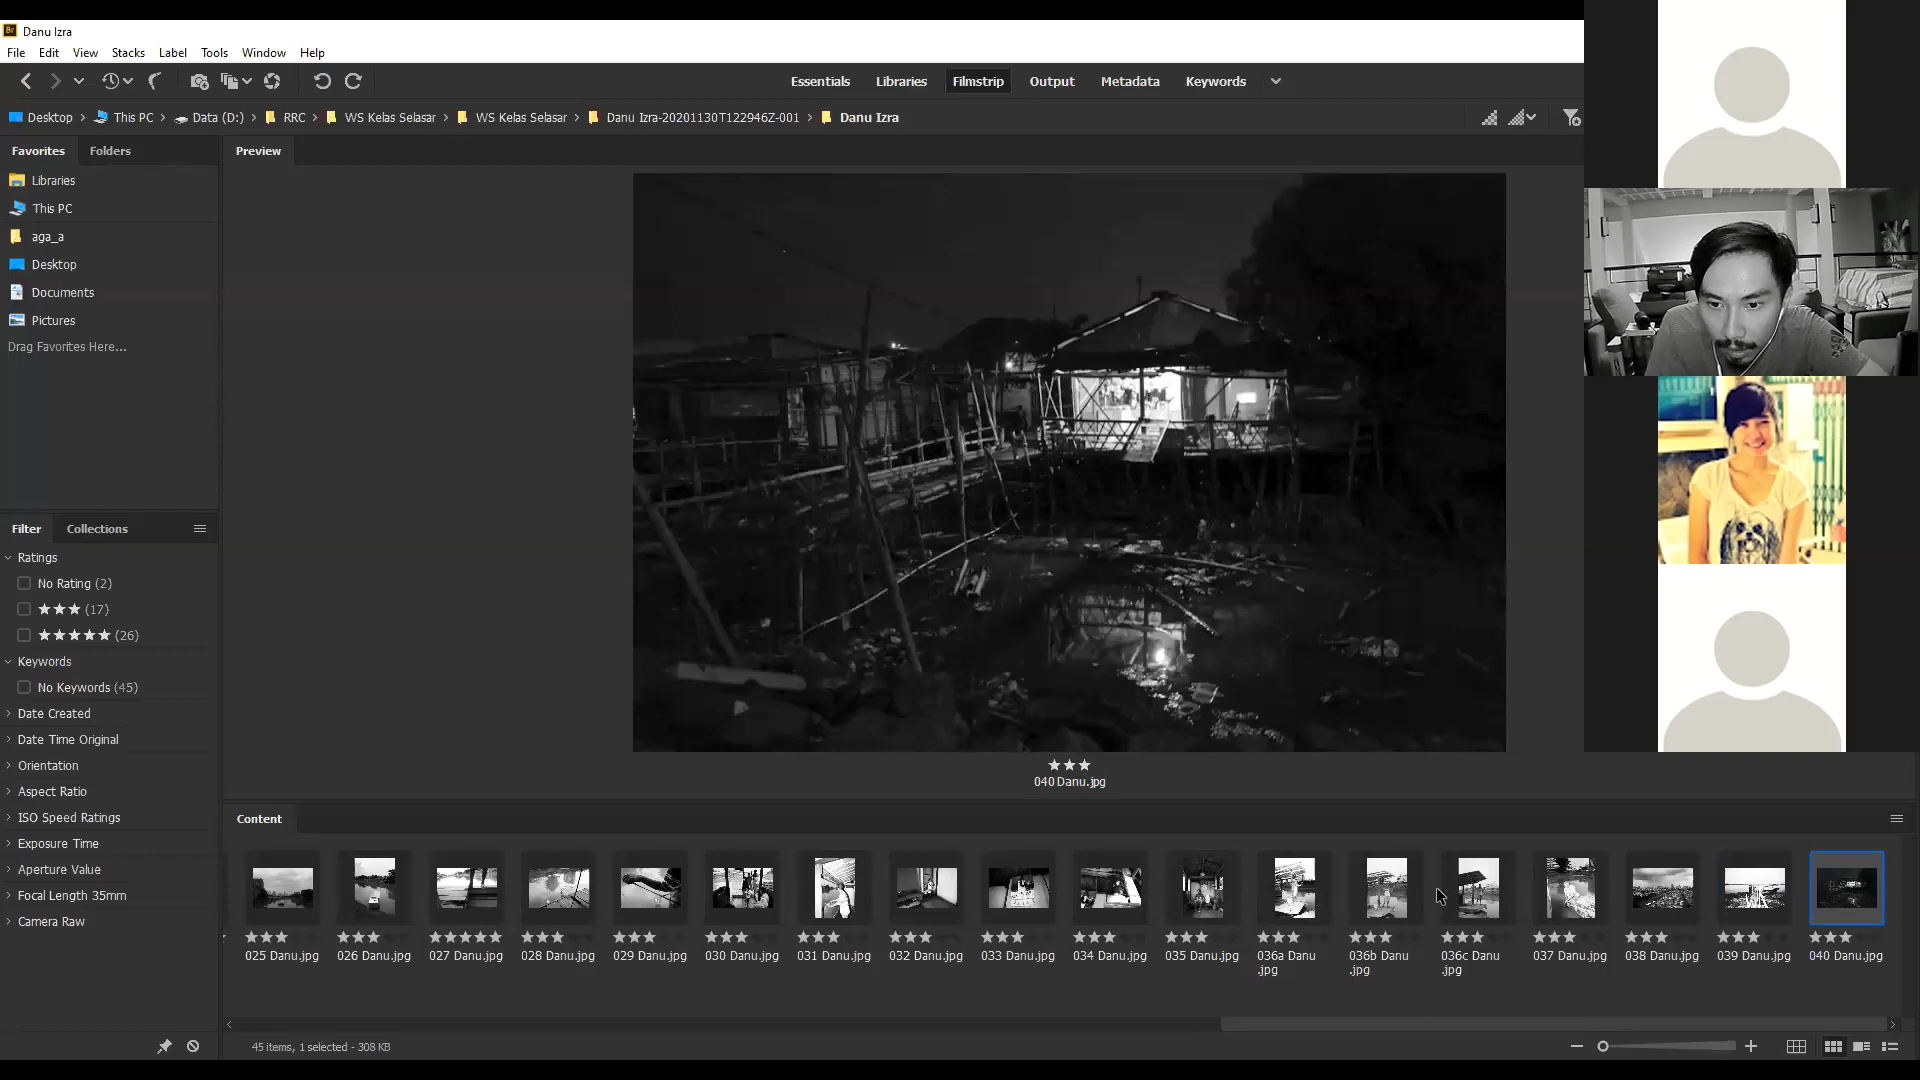 Br Danu Izra
File Edit View Stacks Label Tools Window Help
Essentials Libraries Filmstrip Output Metadata Keywords
Desktop This PC Data (D:) RRC WS Kelas Selasar WS Kelas Selasar Danu Izra-20201130T122946Z-001 Danu Izra
Favorites Folders
Libraries
This PC
aga_a
Desktop
Documents
Pictures
Drag Favorites Here...
Filter Collections
Ratings
No Rating (2)
★★★ (17)
★★★★★ (26)
Keywords
No Keywords (45)
Date Created
Date Time Original
Orientation
Aspect Ratio
ISO Speed Ratings
Exposure Time
Aperture Value
Focal Length 35mm
Camera Raw
Preview
040 Danu.jpg
Content
025 Danu.jpg 026 Danu.jpg 027 Danu.jpg 028 Danu.jpg 029 Danu.jpg 030 Danu.jpg 031 Danu.jpg 032 Danu.jpg 033 Danu.jpg 034 Danu.jpg 035 Danu.jpg 036a Danu 036b Danu 036c Danu 037 Danu.jpg 038 Danu.jpg 039 Danu.jpg 040 Danu.jpg
.jpg .jpg .jpg
45 items, 1 selected - 308 KB